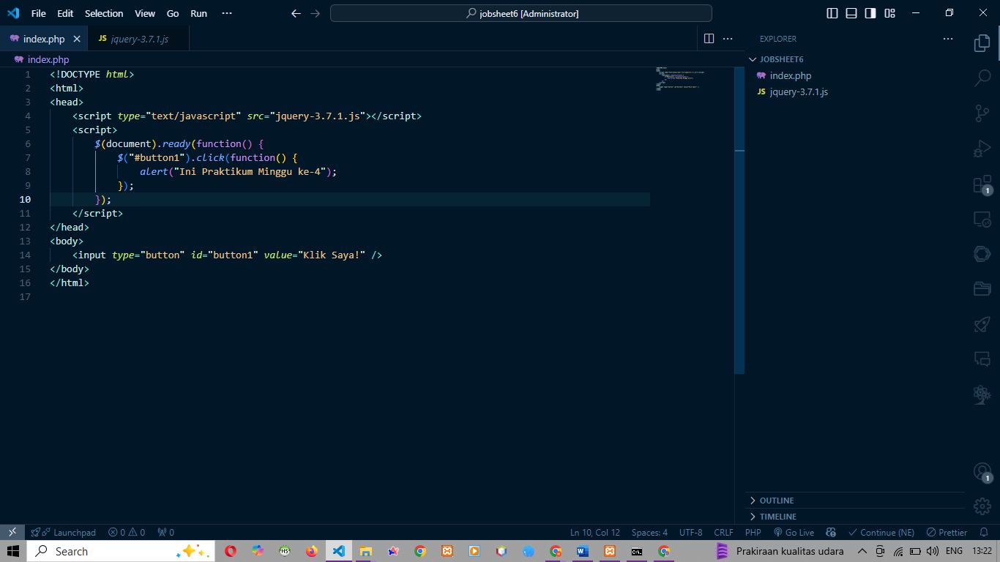 File Edit Selection View Go Run ··· jobsheet6 [Administrator]
index.php JS jquery-3.7.1.js
index.php
1 <!DOCTYPE html>
2 <html>
3 <head>
4 <script type="text/javascript" src="jquery-3.7.1.js"></script>
5 <script>
6 $(document).ready(function() {
7 $("#button1").click(function() {
8 alert("Ini Praktikum Minggu ke-4");
9 });
10 });
11 </script>
12 </head>
13 <body>
14 <input type="button" id="button1" value="Klik Saya!" />
15 </body>
16 </html>
17
EXPLORER
JOBSHEET6
index.php
JS jquery-3.7.1.js
1
1
OUTLINE
TIMELINE
Launchpad 0 0 0 Ln 10, Col 12 Spaces: 4 UTF-8 CRLF PHP Go Live Continue (NE) Prettier
Search HS C:\. Prakiraan kualitas udara ENG 13:22